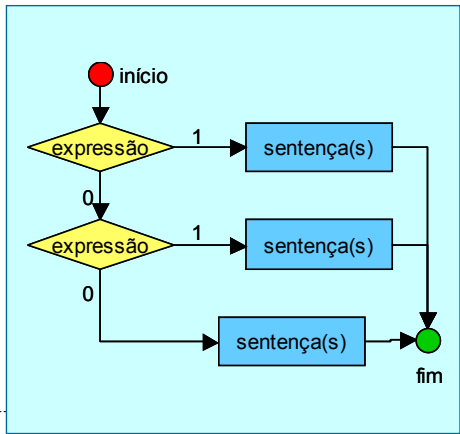 início
expressão
1
sentença(s)
0
expressão
1
sentença(s)
0
sentença(s)
fim